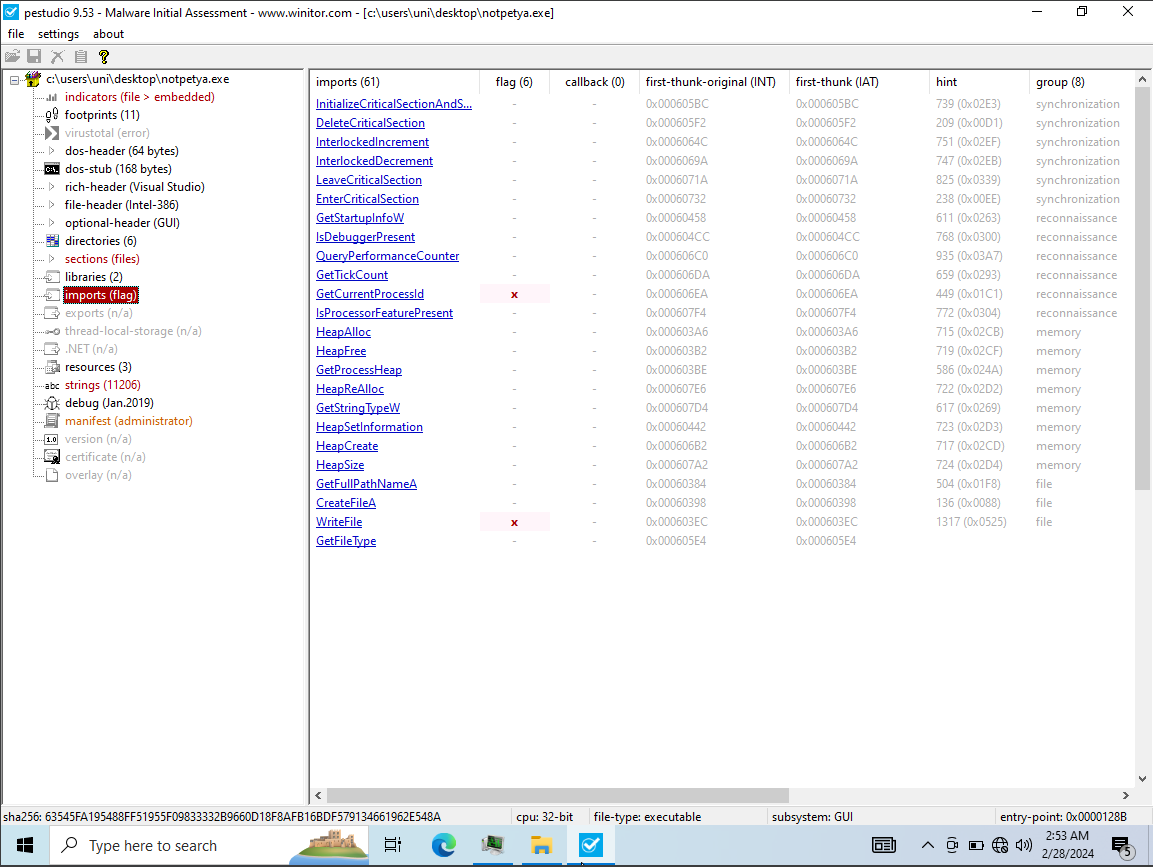 pestudio 9.53 - Malware Initial Assessment - www.winitor.com - [c:\users\uni\desktop\notpetya.exe]
file settings about
c:\users\uni\desktop\notpetya.exe
indicators (file > embedded)
footprints (11)
virustotal (error)
dos-header (64 bytes)
dos-stub (168 bytes)
rich-header (Visual Studio)
file-header (Intel-386)
optional-header (GUI)
directories (6)
sections (files)
libraries (2)
imports (flag)
exports (n/a)
thread-local-storage (n/a)
.NET (n/a)
resources (3)
abc strings (11206)
debug (Jan.2019)
manifest (administrator)
1.0 version (n/a)
certificate (n/a)
overlay (n/a)
imports (61) flag (6) callback (0) first-thunk-original (INT) first-thunk (IAT) hint group (8)
InitializeCriticalSectionAndS... - - 0x000605BC 0x000605BC 739 (0x02E3) synchronization
DeleteCriticalSection - - 0x000605F2 0x000605F2 209 (0x00D1) synchronization
InterlockedIncrement - - 0x0006064C 0x0006064C 751 (0x02EF) synchronization
InterlockedDecrement - - 0x0006069A 0x0006069A 747 (0x02EB) synchronization
LeaveCriticalSection - - 0x0006071A 0x0006071A 825 (0x0339) synchronization
EnterCriticalSection - - 0x00060732 0x00060732 238 (0x00EE) synchronization
GetStartupInfoW - - 0x00060458 0x00060458 611 (0x0263) reconnaissance
IsDebuggerPresent - - 0x000604CC 0x000604CC 768 (0x0300) reconnaissance
QueryPerformanceCounter - - 0x000606C0 0x000606C0 935 (0x03A7) reconnaissance
GetTickCount - - 0x000606DA 0x000606DA 659 (0x0293) reconnaissance
GetCurrentProcessId x - 0x000606EA 0x000606EA 449 (0x01C1) reconnaissance
IsProcessorFeaturePresent - - 0x000607F4 0x000607F4 772 (0x0304) reconnaissance
HeapAlloc - - 0x000603A6 0x000603A6 715 (0x02CB) memory
HeapFree - - 0x000603B2 0x000603B2 719 (0x02CF) memory
GetProcessHeap - - 0x000603BE 0x000603BE 586 (0x024A) memory
HeapReAlloc - - 0x000607E6 0x000607E6 722 (0x02D2) memory
GetStringTypeW - - 0x000607D4 0x000607D4 617 (0x0269) memory
HeapSetInformation - - 0x00060442 0x00060442 723 (0x02D3) memory
HeapCreate - - 0x000606B2 0x000606B2 717 (0x02CD) memory
HeapSize - - 0x000607A2 0x000607A2 724 (0x02D4) memory
GetFullPathNameA - - 0x00060384 0x00060384 504 (0x01F8) file
CreateFileA - - 0x00060398 0x00060398 136 (0x0088) file
WriteFile x - 0x000603EC 0x000603EC 1317 (0x0525) file
GetFileType - - 0x000605E4 0x000605E4
sha256: 63545FA195488FF51955F09833332B9660D18F8AFB16BDF579134661962E548A cpu: 32-bit file-type: executable subsystem: GUI entry-point: 0x0000128B
Type here to search
2:53 AM
2/28/2024
5